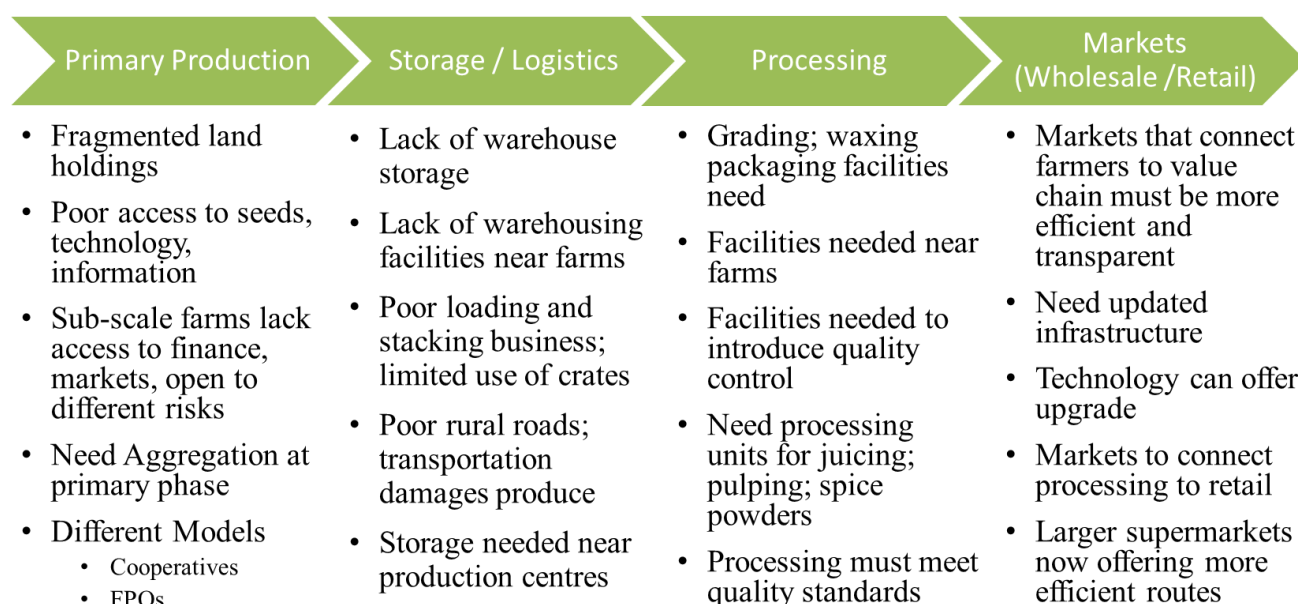 Primary Production
Storage / Logistics
Processing
Markets
(Wholesale /Retail)
• Fragmented land
holdings
• Poor access to seeds,
technology,
information
• Sub-scale farms lack
access to finance,
markets, open to
different risks
• Need Aggregation at
primary phase
• Different Models
• Cooperatives
• FPOs
• Lack of warehouse
storage
• Lack of warehousing
facilities near farms
• Poor loading and
stacking business;
limited use of crates
• Poor rural roads;
transportation
damages produce
• Storage needed near
production centres
• Grading; waxing
packaging facilities
need
• Facilities needed near
farms
• Facilities needed to
introduce quality
control
• Need processing
units for juicing;
pulping; spice
powders
• Processing must meet
quality standards
• Markets that connect
farmers to value
chain must be more
efficient and
transparent
• Need updated
infrastructure
• Technology can offer
upgrade
• Markets to connect
processing to retail
• Larger supermarkets
now offering more
efficient routes